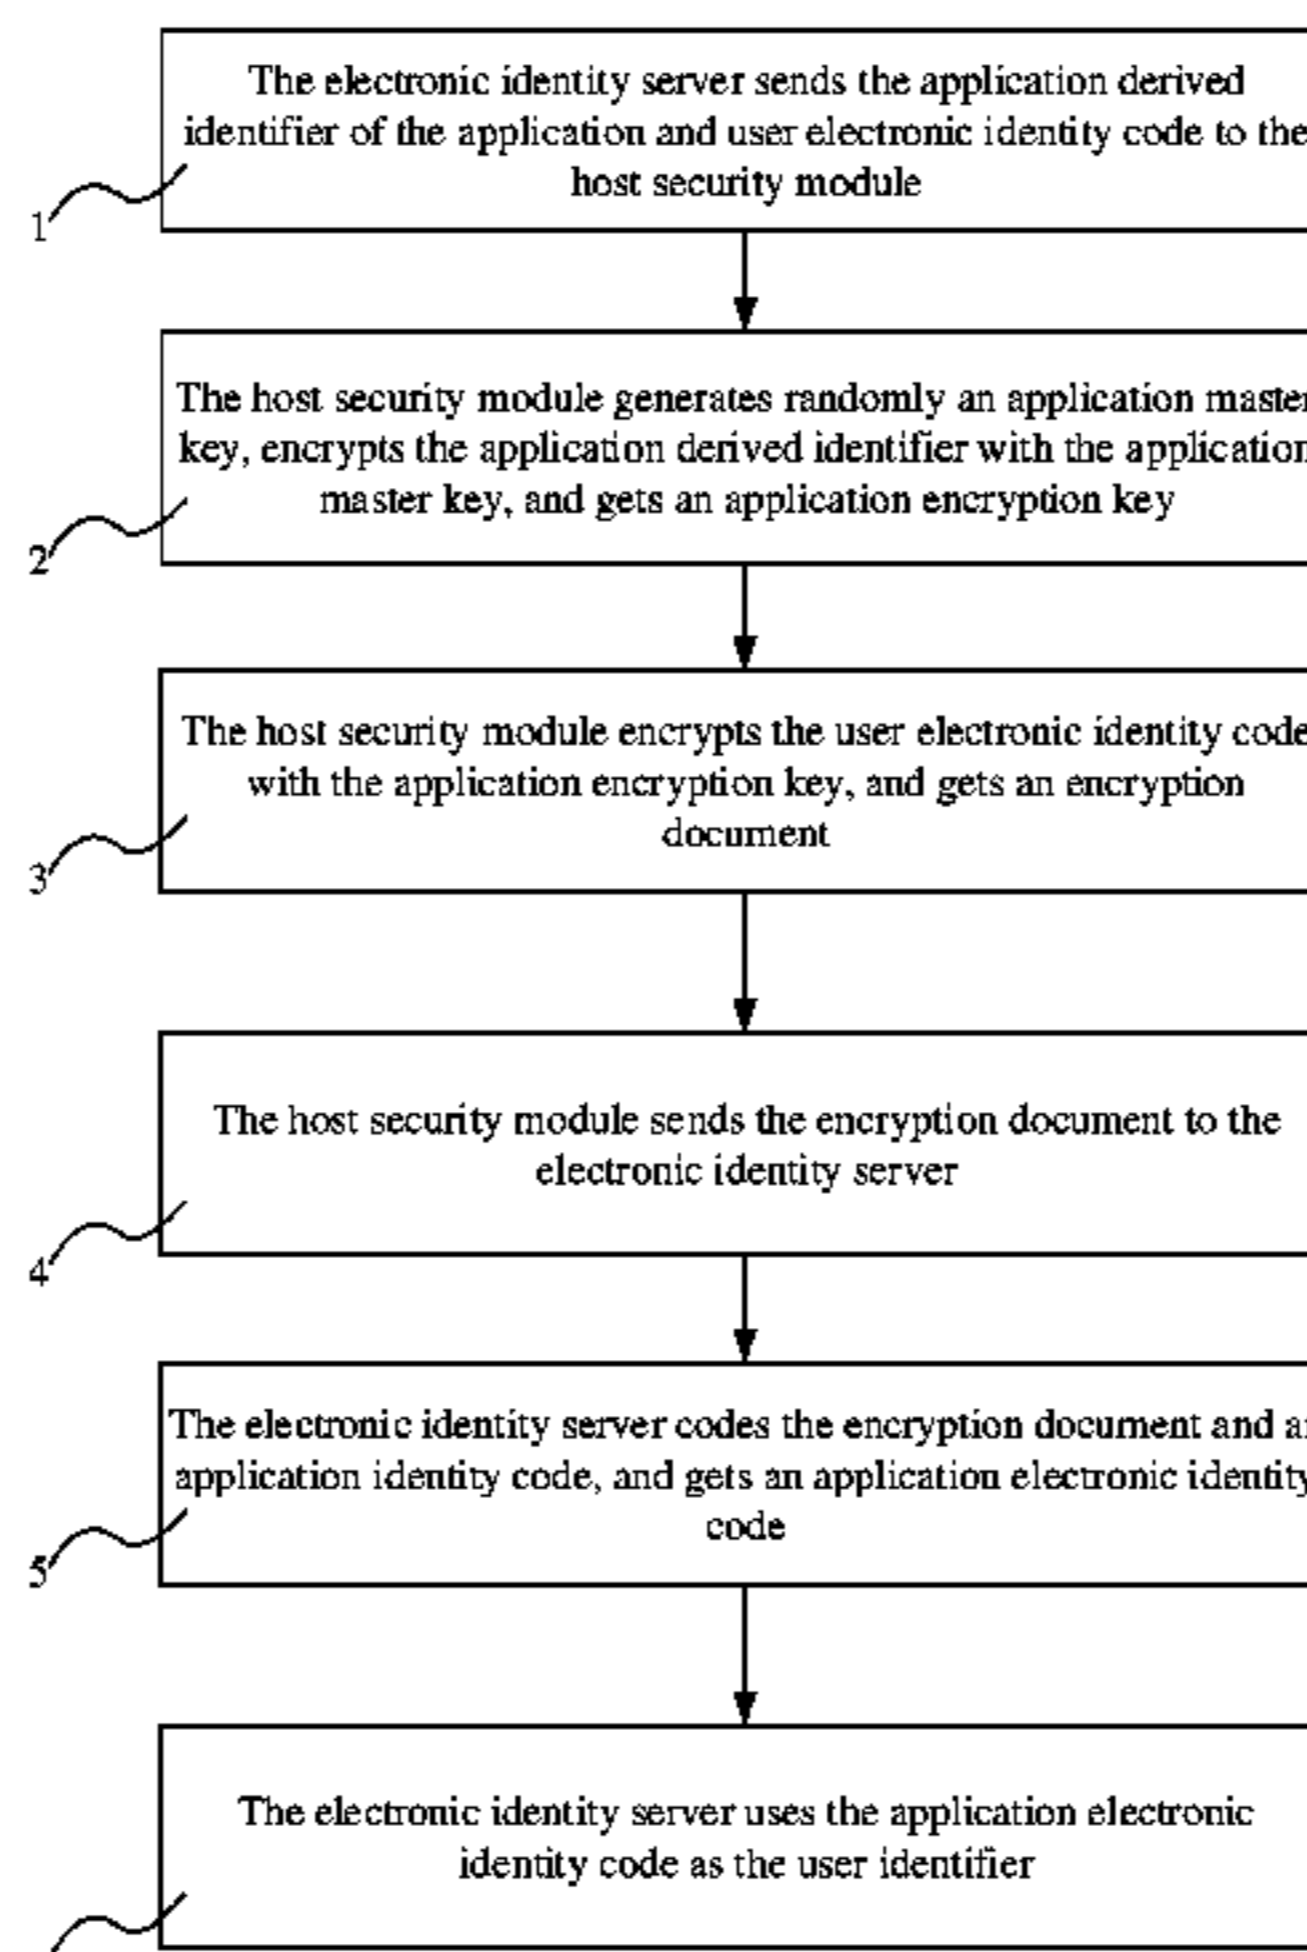 The electronic identity server sends the application derived
identifier of the application and user electronic identity code to the
host security module
1
The host security module generates randomly an application master
key, encrypts the application derived identifier with the application
master key, and gets an application encryption key
2
The host security module encrypts the user electronic identity code
with the application encryption key, and gets an encryption
document
3
The host security module sends the encryption document to the
electronic identity server
4
The electronic identity server codes the encryption document and
application identity code, and gets an application electronic identity
code
5
The electronic identity server uses the application electronic
identity code as the user identifier